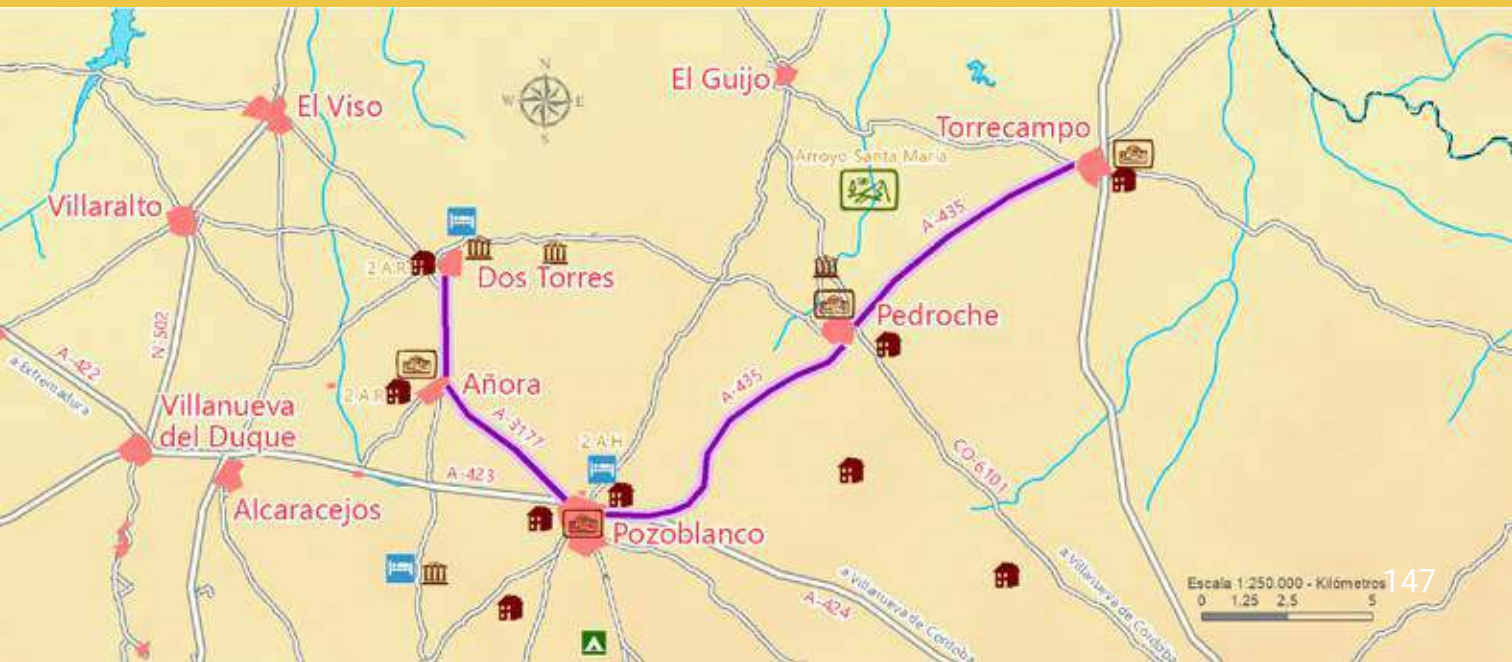 N
W
E
S
El Guijo
El Viso
Torrecampo
Arroyo Santa María
Villaralto
A-435
2 A.R
Dos Torres
Pedroche
N-502
A-422
a Extremadura
A-435
Añora
2 A.R
Villanueva
del Duque
A-3177
2 A.H
CO-6101
A-423
Alcaracejos
Pozoblanco
a Villanueva de Córdoba
A-424
a Villanueva de Córdoba
Escala 1:250.000 - Kilómetros
147
0 1,25 2,5 5